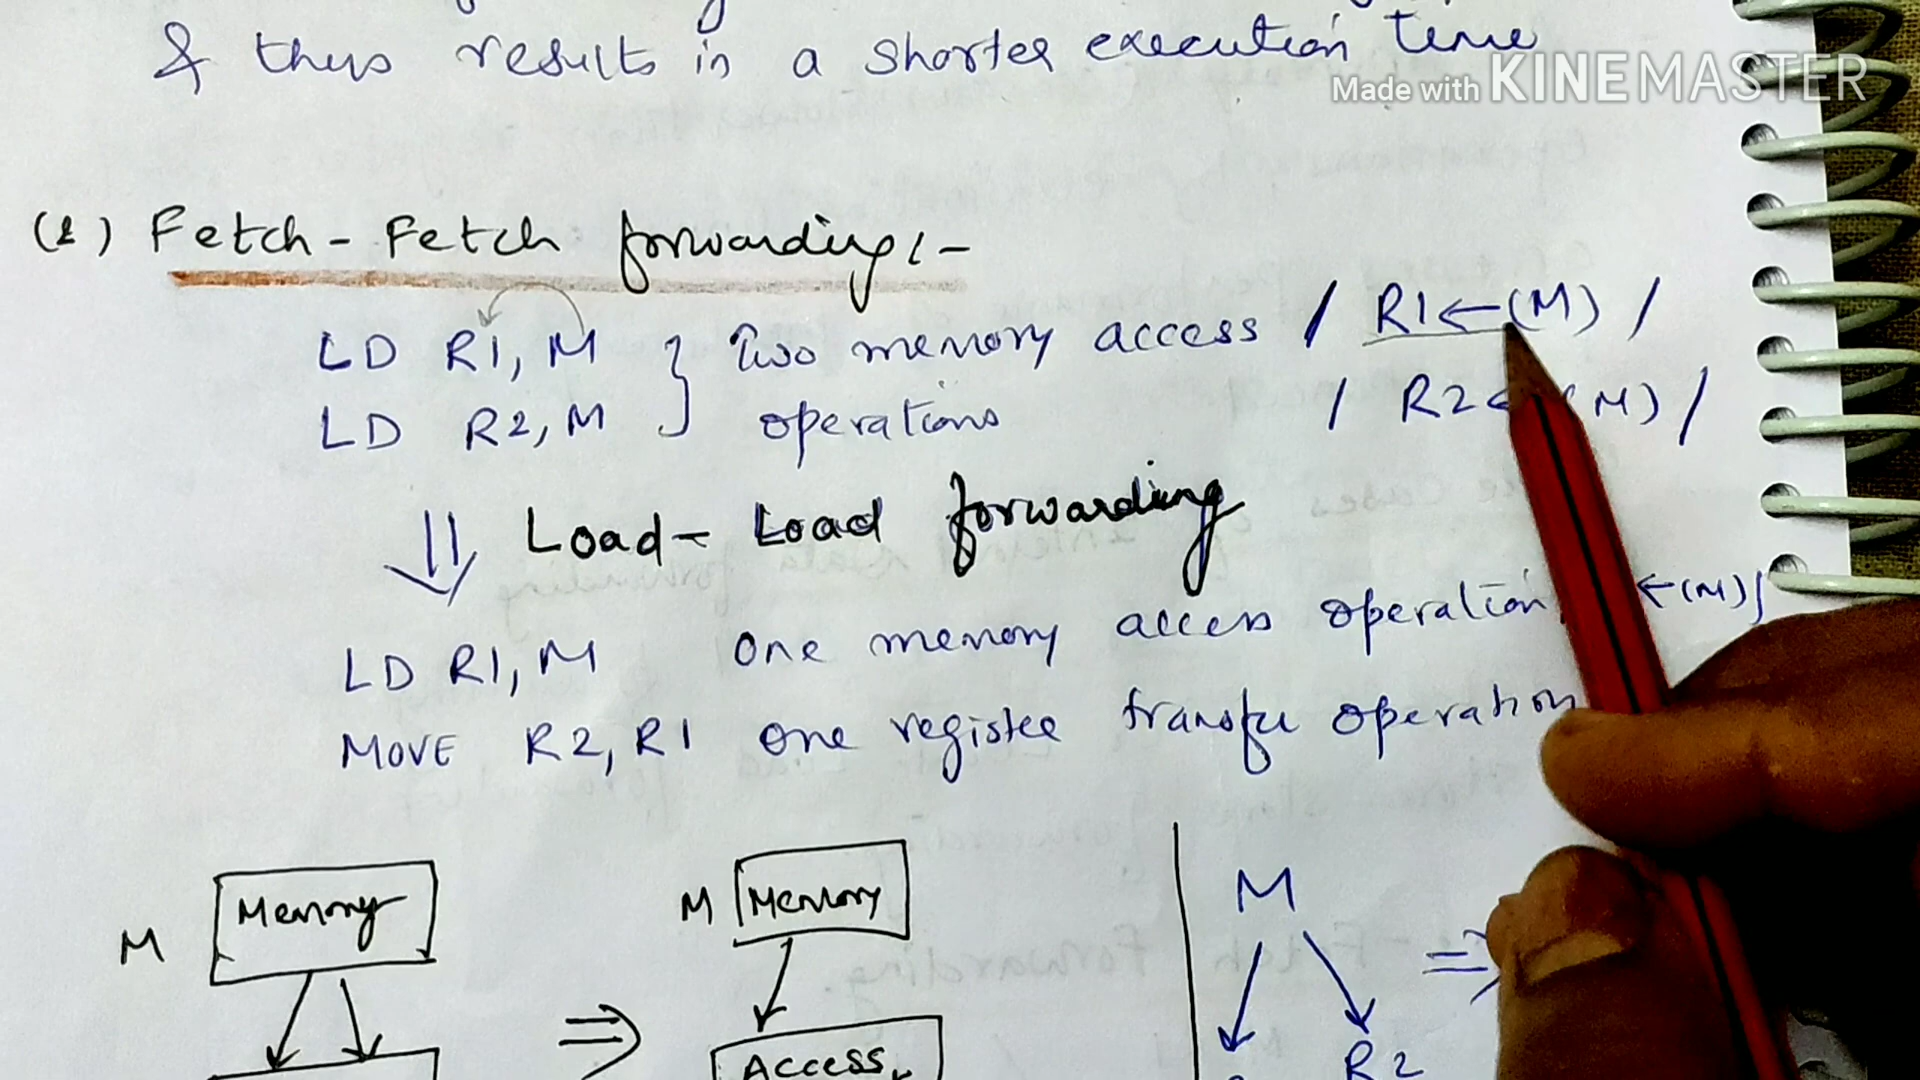 & thus results in a shorter execution time
Made with KINEMASTER
(2) Fetch - Fetch forwarding:-
LD R1, M } Two memory access / R1←(M) /
LD R2, M operations / R2← (M) /
⇓ Load - Load forwarding
LD R1, M one memory access operation ←(M)/
MOVE R2, R1 one register transfer operation
M Memory ⇒ M Memory M ⇒
Access
R2